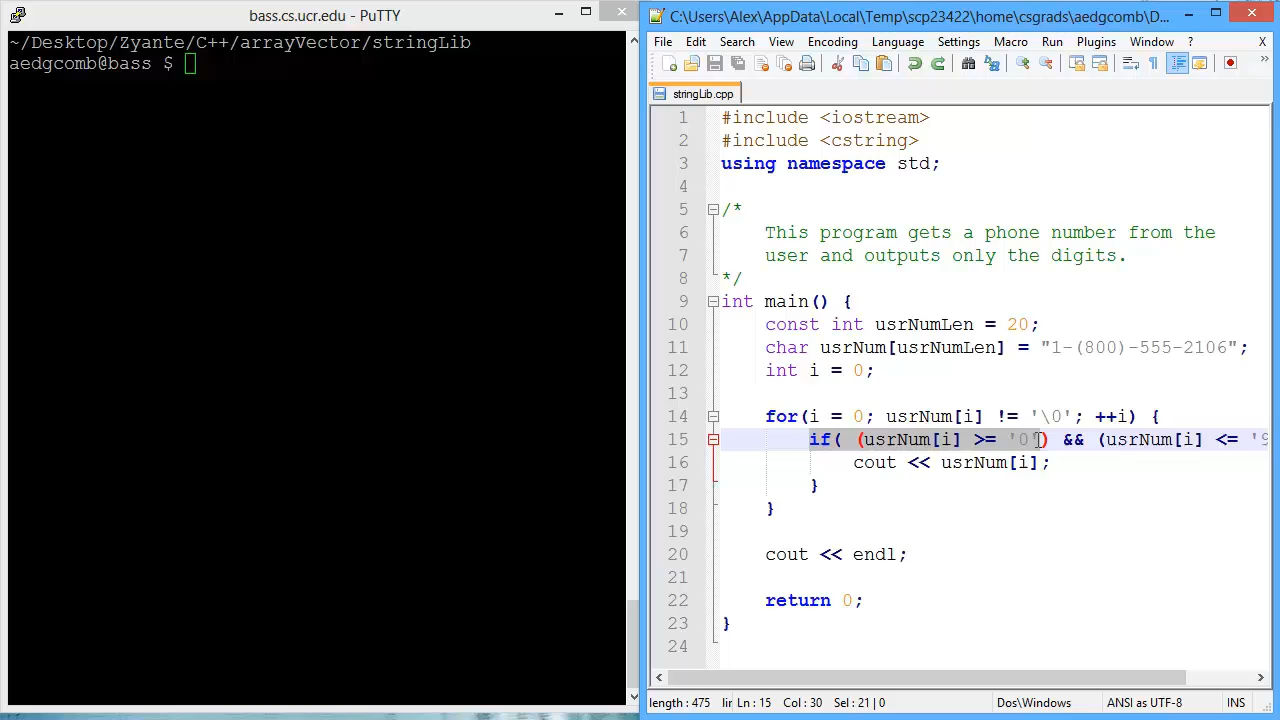 bass.cs.ucr.edu - PuTTY
~/Desktop/Zyante/C++/arrayVector/stringLib
aedgcomb@bass $
C:\Users\Alex\AppData\Local\Temp\scp23422\home\csgrads\aedgcomb\D...
File Edit Search View Encoding Language Settings Macro Run Plugins Window ? X
stringLib.cpp
1 #include <iostream>
2 #include <cstring>
3 using namespace std;
4
5 /*
6 This program gets a phone number from the
7 user and outputs only the digits.
8 */
9 int main() {
10 const int usrNumLen = 20;
11 char usrNum[usrNumLen] = "1-(800)-555-2106";
12 int i = 0;
13
14 for(i = 0; usrNum[i] != '\0'; ++i) {
15 if( (usrNum[i] >= '0') && (usrNum[i] <= '9
16 cout << usrNum[i];
17 }
18 }
19
20 cout << endl;
21
22 return 0;
23 }
24
length : 475 lir Ln : 15 Col : 30 Sel : 21 | 0 Dos\Windows ANSI as UTF-8 INS